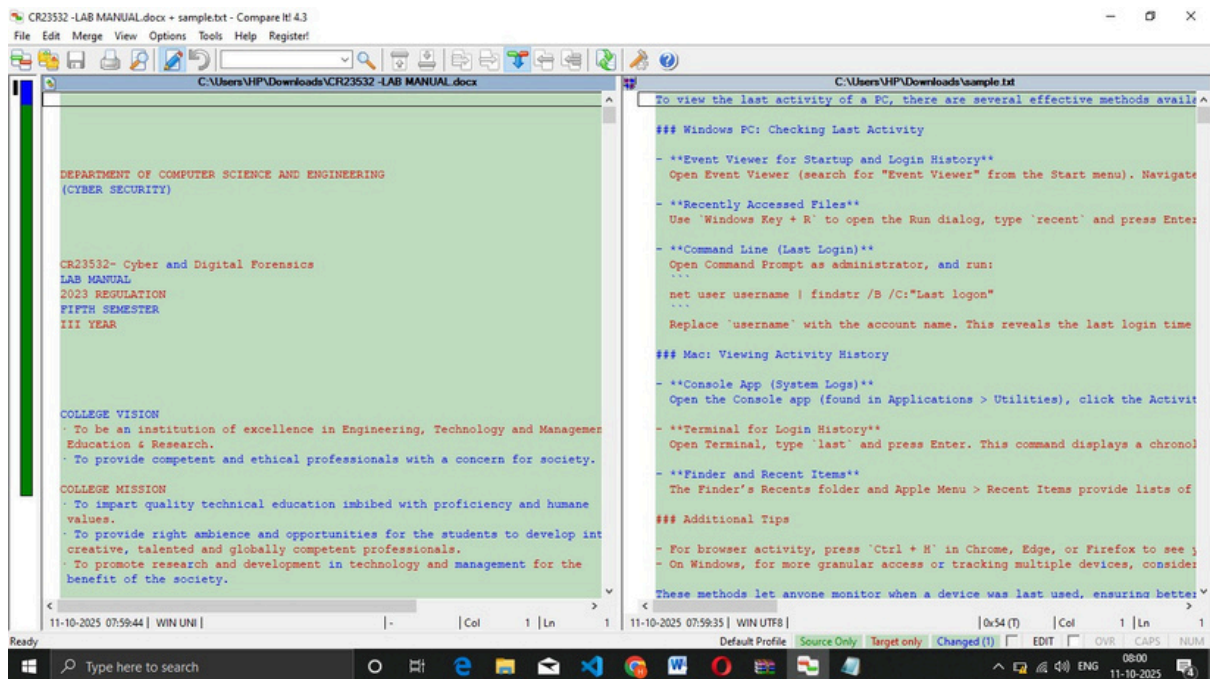 CR23532 -LAB MANUAL.docx + sample.txt - Compare It! 4.3
File Edit Merge View Options Tools Help Register!
C:\Users\HP\Downloads\CR23532 -LAB MANUAL.docx
DEPARTMENT OF COMPUTER SCIENCE AND ENGINEERING
(CYBER SECURITY)
CR23532- Cyber and Digital Forensics
LAB MANUAL
2023 REGULATION
FIFTH SEMESTER
III YEAR
COLLEGE VISION
· To be an institution of excellence in Engineering, Technology and Managemen
Education & Research.
· To provide competent and ethical professionals with a concern for society.
COLLEGE MISSION
· To impart quality technical education imbibed with proficiency and humane
values.
· To provide right ambience and opportunities for the students to develop int
creative, talented and globally competent professionals.
· To promote research and development in technology and management for the
benefit of the society.
11-10-2025 07:59:44 | WIN UNI | - | Col 1 | Ln 1
C:\Users\HP\Downloads\sample.txt
To view the last activity of a PC, there are several effective methods availa
### Windows PC: Checking Last Activity
- **Event Viewer for Startup and Login History**
Open Event Viewer (search for "Event Viewer" from the Start menu). Navigate
- **Recently Accessed Files**
Use `Windows Key + R` to open the Run dialog, type `recent` and press Enter
- **Command Line (Last Login)**
Open Command Prompt as administrator, and run:
```
net user username | findstr /B /C:"Last logon"
```
Replace `username` with the account name. This reveals the last login time
### Mac: Viewing Activity History
- **Console App (System Logs)**
Open the Console app (found in Applications > Utilities), click the Activit
- **Terminal for Login History**
Open Terminal, type `last` and press Enter. This command displays a chronol
- **Finder and Recent Items**
The Finder's Recents folder and Apple Menu > Recent Items provide lists of
### Additional Tips
- For browser activity, press `Ctrl + H` in Chrome, Edge, or Firefox to see y
- On Windows, for more granular access or tracking multiple devices, consider
These methods let anyone monitor when a device was last used, ensuring better
11-10-2025 07:59:35 | WIN UTF8 | 0x54 (T) | Col 1 | Ln 1
Ready Default Profile Source Only Target only Changed (1) EDIT OVR CAPS NUM
Type here to search ENG 08:00
11-10-2025